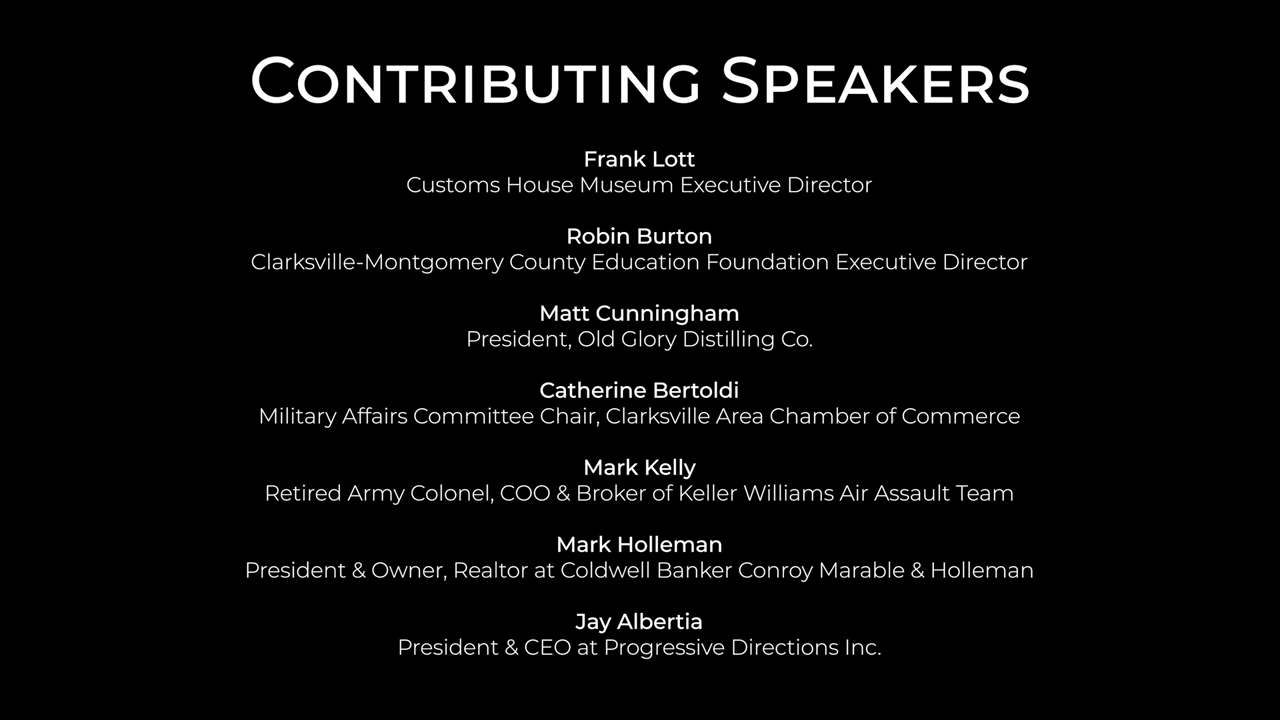 Contributing Speakers
Frank Lott
Customs House Museum Executive Director
Robin Burton
Clarksville-Montgomery County Education Foundation Executive Director
Matt Cunningham
President, Old Glory Distilling Co.
Catherine Bertoldi
Military Affairs Committee Chair, Clarksville Area Chamber of Commerce
Mark Kelly
Retired Army Colonel, COO & Broker of Keller Williams Air Assault Team
Mark Holleman
President & Owner, Realtor at Coldwell Banker Conroy Marable & Holleman
Jay Albertia
President & CEO at Progressive Directions Inc.